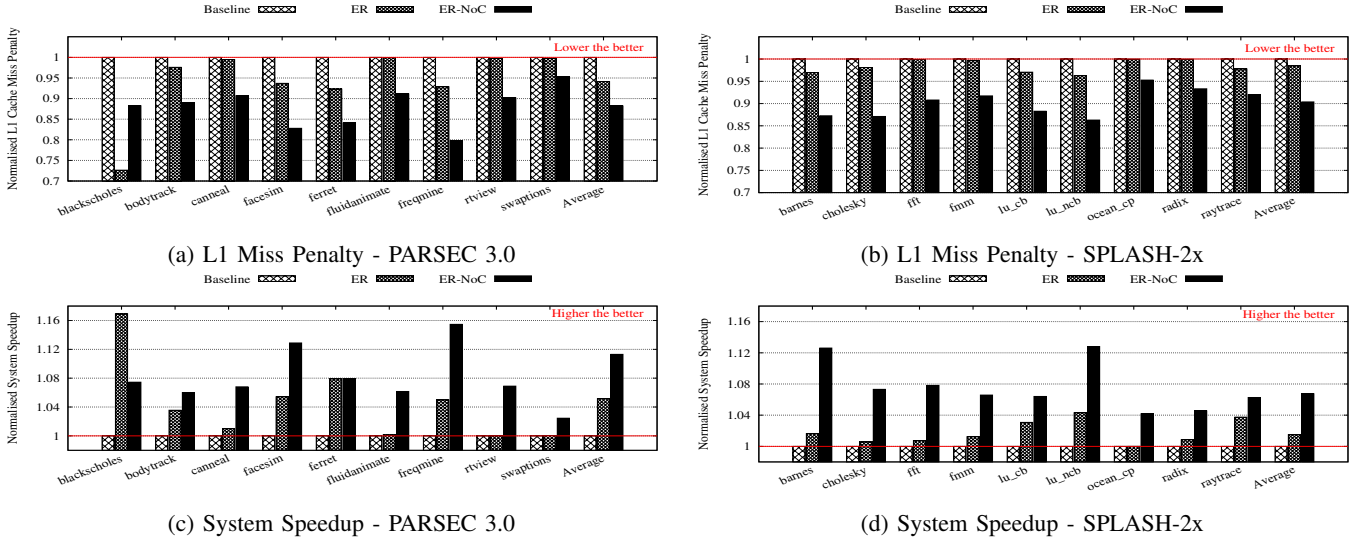 Baseline ER ER-NoC
Normalised L1 Cache Miss Penalty
1
0.95
0.9
0.85
0.8
0.75
0.7
Lower the better
blackscholes bodytrack canneal facesim ferret fluidanimate freqmine rtview swaptions Average
(a) L1 Miss Penalty - PARSEC 3.0
Baseline ER ER-NoC
Normalised L1 Cache Miss Penalty
1
0.95
0.9
0.85
0.8
0.75
0.7
Lower the better
barnes cholesky fft fmm lu_cb lu_ncb ocean_cp radix raytrace Average
(b) L1 Miss Penalty - SPLASH-2x
Baseline ER ER-NoC
Normalised System Speedup
1.16
1.12
1.08
1.04
1
Higher the better
blackscholes bodytrack canneal facesim ferret fluidanimate freqmine rtview swaptions Average
(c) System Speedup - PARSEC 3.0
Baseline ER ER-NoC
Normalised System Speedup
1.16
1.12
1.08
1.04
1
Higher the better
barnes cholesky fft fmm lu_cb lu_ncb ocean_cp radix raytrace Average
(d) System Speedup - SPLASH-2x